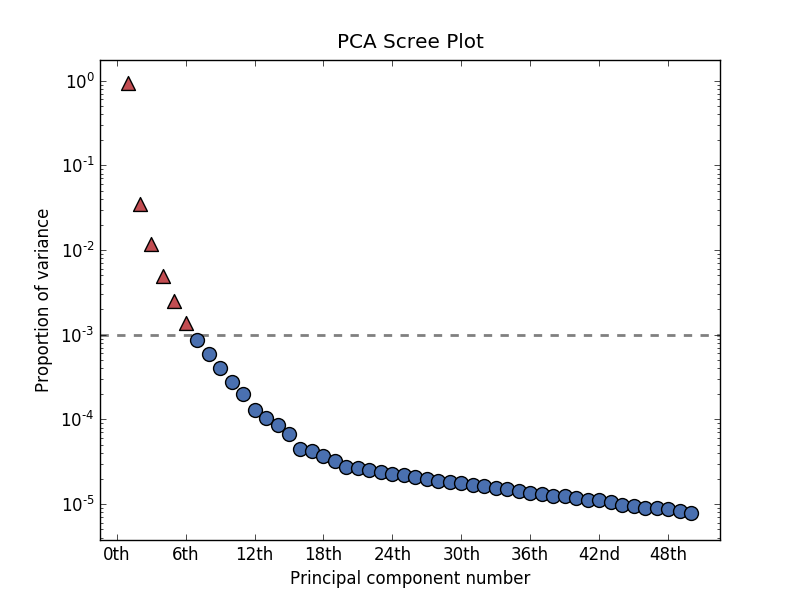 PCA Scree Plot
10^0
10^-1
10^-2
10^-3
10^-4
10^-5
Proportion of variance
0th 6th 12th 18th 24th 30th 36th 42nd 48th
Principal component number